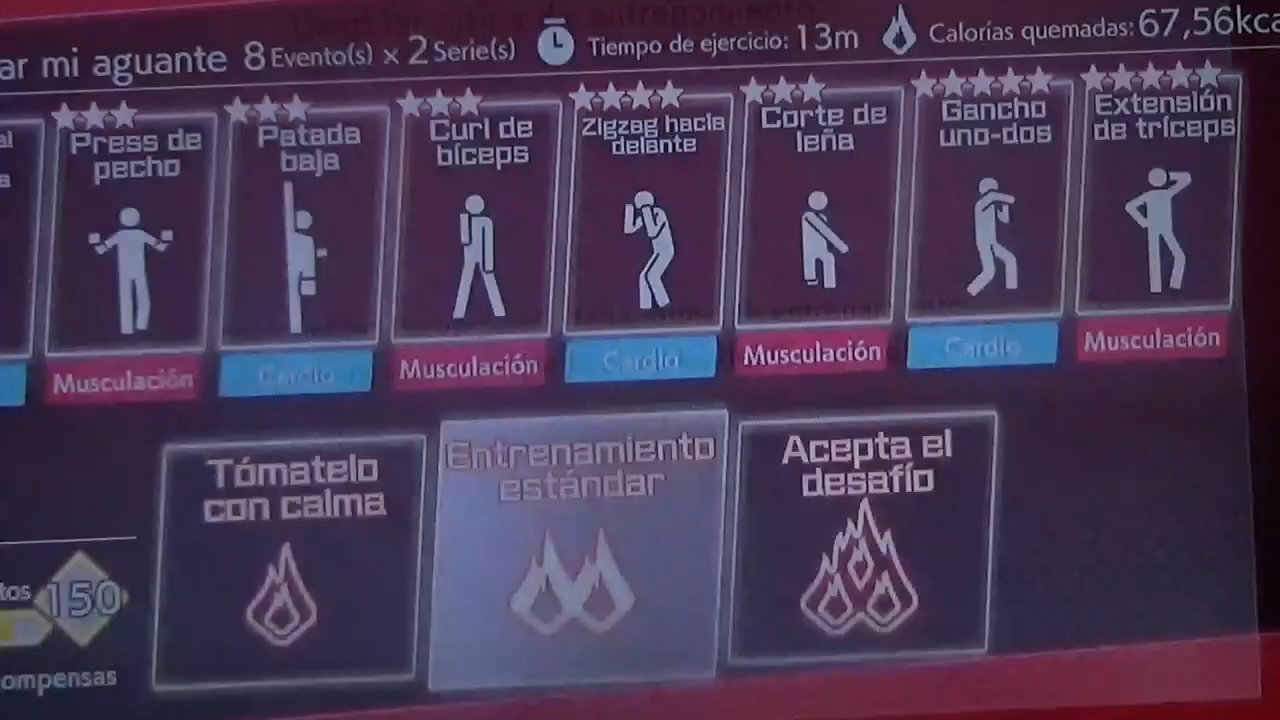 ar mi aguante 8 Evento(s) x 2 Serie(s) Tiempo de ejercicio: 13m Calorías quemadas: 67,56kca
Press de
pecho
Musculación
Patada
baja
Cardio
Curl de
bíceps
Musculación
Zigzag hacia
delante
Cardio
Corte de
leña
Musculación
Gancho
uno-dos
Cardio
Extensión
de tríceps
Musculación
Tómatelo
con calma
Entrenamiento
estándar
Acepta el
desafío
tos 150
ompensas